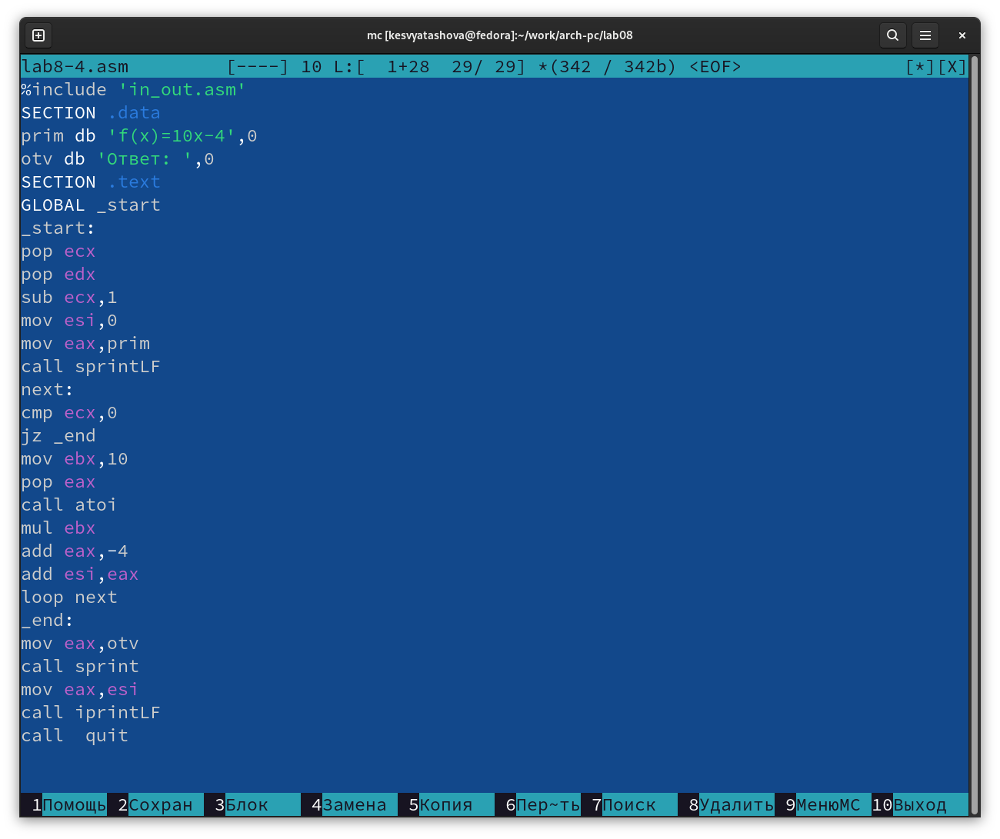 mc [kesvyatashova@fedora]:~/work/arch-pc/lab08
lab8-4.asm         [----] 10 L:[  1+28  29/ 29] *(342 / 342b) <EOF>               [*][X]
%include 'in_out.asm'
SECTION .data
prim db 'f(x)=10x-4',0
otv db 'Ответ: ',0
SECTION .text
GLOBAL _start
_start:
pop ecx
pop edx
sub ecx,1
mov esi,0
mov eax,prim
call sprintLF
next:
cmp ecx,0
jz _end
mov ebx,10
pop eax
call atoi
mul ebx
add eax,-4
add esi,eax
loop next
_end:
mov eax,otv
call sprint
mov eax,esi
call iprintLF
call  quit
1Помощь 2Сохран 3Блок 4Замена 5Копия 6Пер~ть 7Поиск 8Удалить 9МенюMC 10Выход